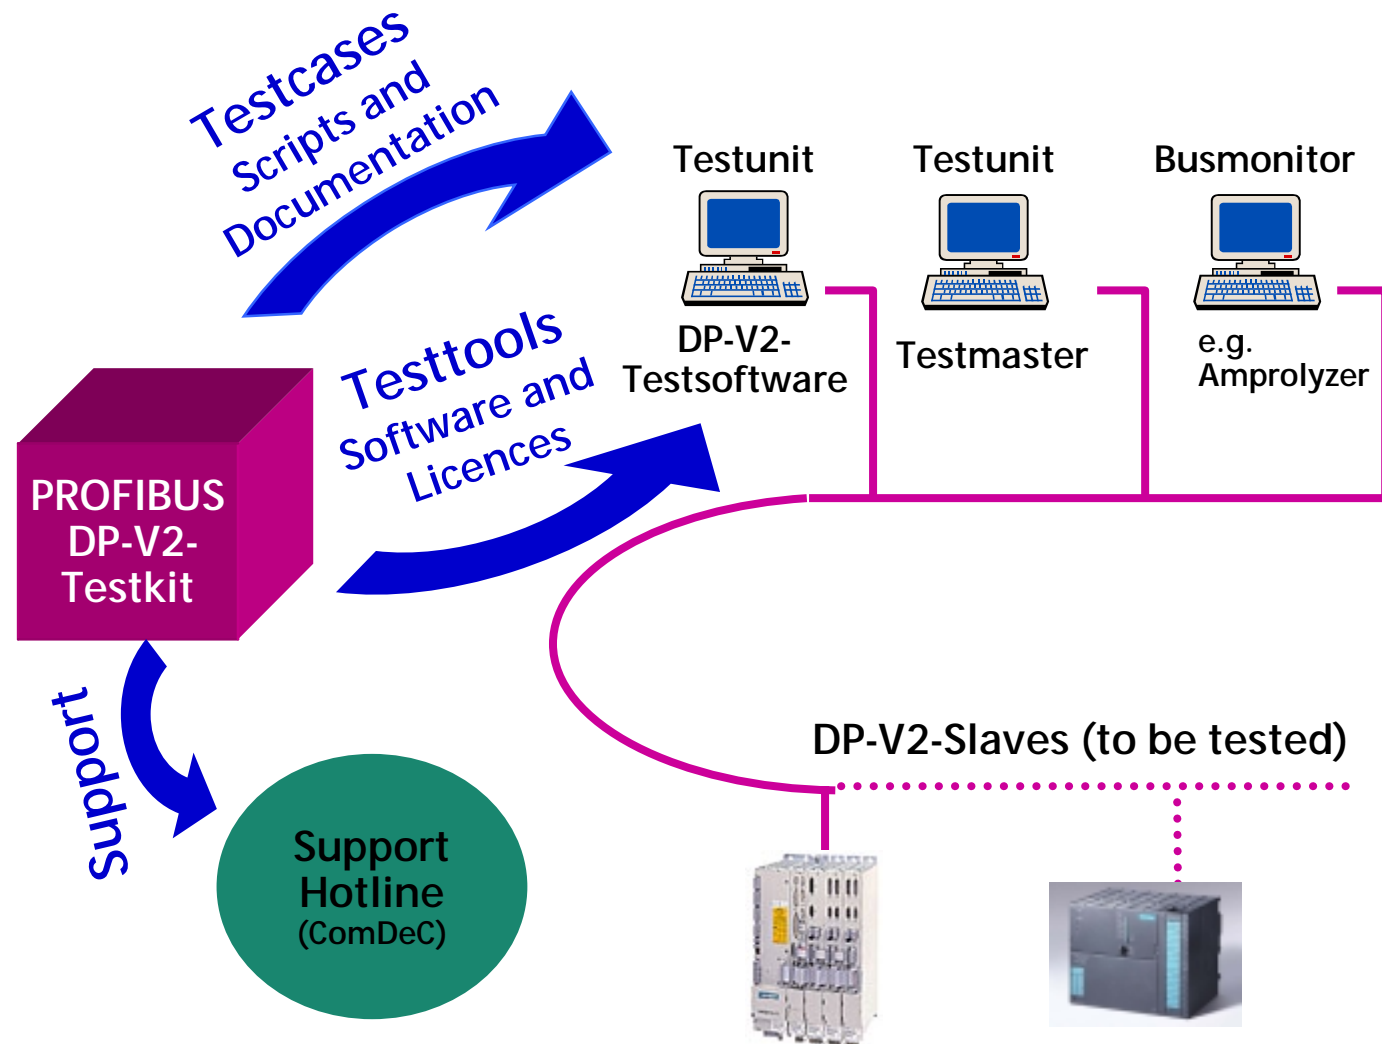 Testcases
Scripts and
Documentation
Testunit
Testunit
Busmonitor
DP-V2-
Testsoftware
Testmaster
e.g.
Amprolyzer
Testtools
Software and
Licences
PROFIBUS
DP-V2-
Testkit
Support
Support
Hotline
(ComDeC)
DP-V2-Slaves (to be tested)